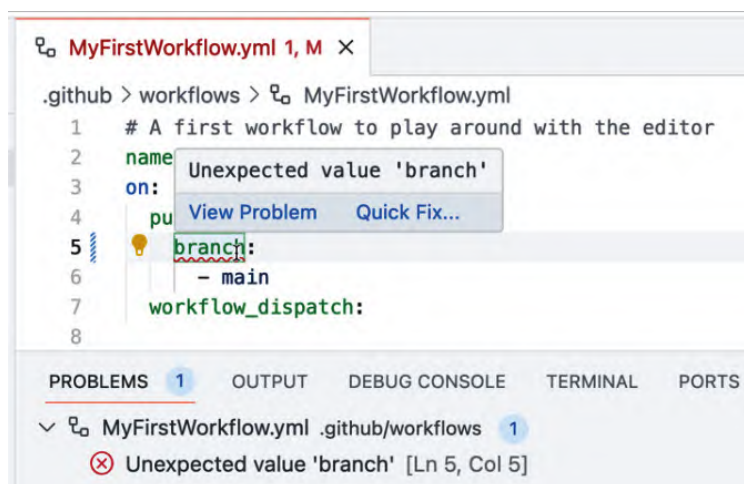 MyFirstWorkflow.yml 1, M ×
.github > workflows > MyFirstWorkflow.yml
1 # A first workflow to play around with the editor
2 name
Unexpected value 'branch'
3 on:
View Problem Quick Fix...
4 pu
5 branch:
6 - main
7 workflow_dispatch:
8
PROBLEMS 1 OUTPUT DEBUG CONSOLE TERMINAL PORTS
MyFirstWorkflow.yml .github/workflows 1
Unexpected value 'branch' [Ln 5, Col 5]